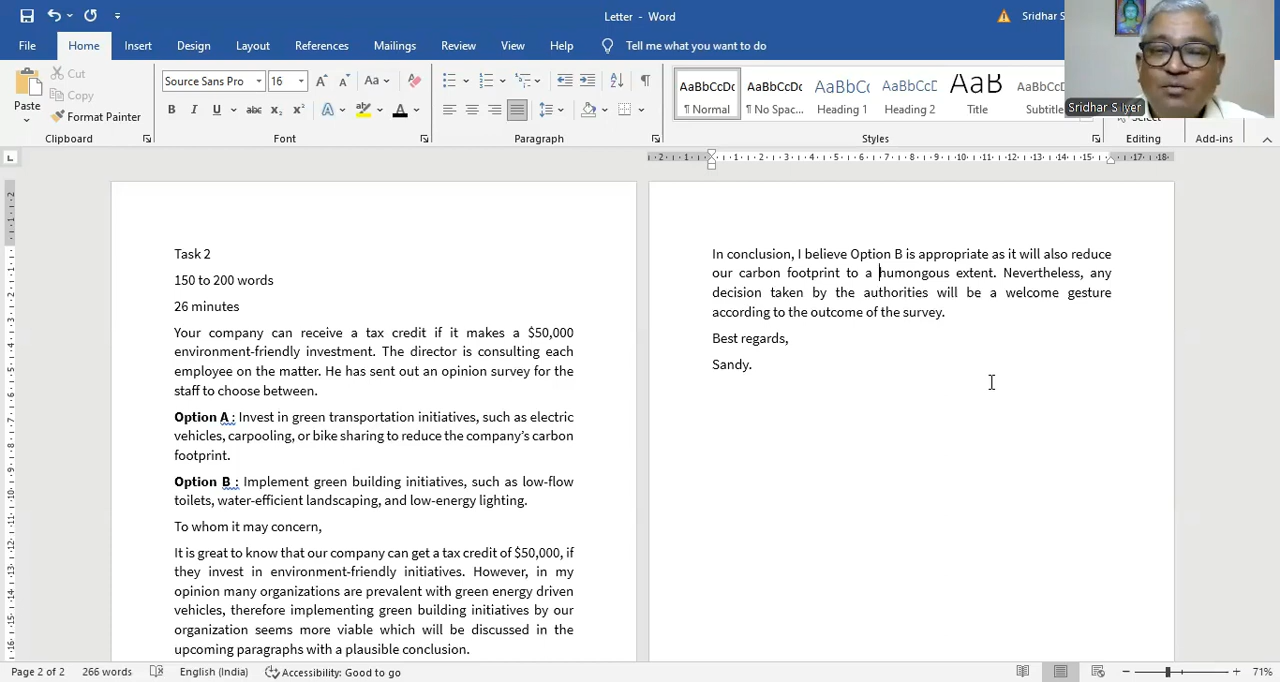 Letter - Word
Sridhar S
File Home Insert Design Layout References Mailings Review View Help Tell me what you want to do
Paste
Cut
Copy
Format Painter
Source Sans Pro 16
AaBbCcDc ¶ Normal
AaBbCcDc ¶ No Spac...
AaBbC Heading 1
AaBbCcD Heading 2
AaB Title
AaBbCcD Subtitle
Sridhar S Iyer
Select
Clipboard Font Paragraph Styles Editing Add-ins
Task 2
150 to 200 words
26 minutes
Your company can receive a tax credit if it makes a $50,000
environment-friendly investment. The director is consulting each
employee on the matter. He has sent out an opinion survey for the
staff to choose between.
Option A : Invest in green transportation initiatives, such as electric
vehicles, carpooling, or bike sharing to reduce the company's carbon
footprint.
Option B : Implement green building initiatives, such as low-flow
toilets, water-efficient landscaping, and low-energy lighting.
To whom it may concern,
It is great to know that our company can get a tax credit of $50,000, if
they invest in environment-friendly initiatives. However, in my
opinion many organizations are prevalent with green energy driven
vehicles, therefore implementing green building initiatives by our
organization seems more viable which will be discussed in the
upcoming paragraphs with a plausible conclusion.
In conclusion, I believe Option B is appropriate as it will also reduce
our carbon footprint to a humongous extent. Nevertheless, any
decision taken by the authorities will be a welcome gesture
according to the outcome of the survey.
Best regards,
Sandy.
Page 2 of 2 266 words English (India) Accessibility: Good to go 71%